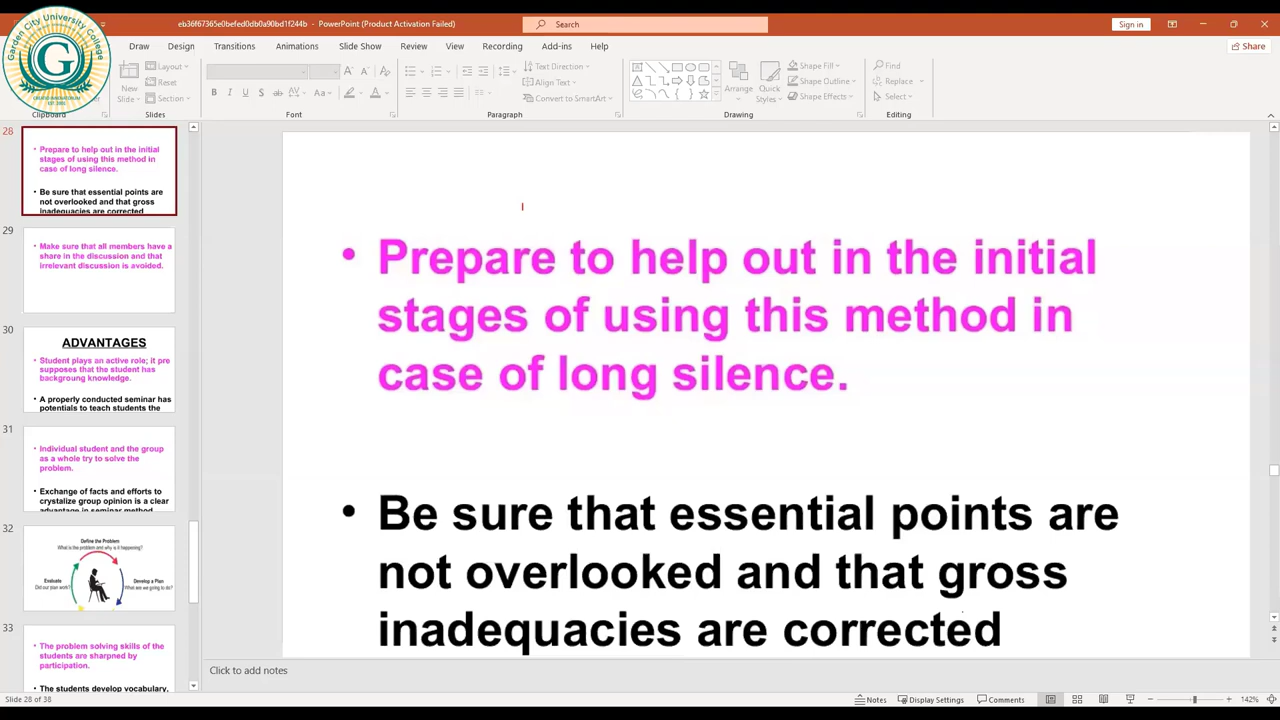 Garden City University College
G
eb36f67365e0befed0db0a90bd1f244b - PowerPoint (Product Activation Failed)
Search
Sign in
Draw Design Transitions Animations Slide Show Review View Recording Add-ins Help
Share
New Slide
Layout
Reset
Section
Text Direction
Align Text
Convert to SmartArt
Arrange
Quick Styles
Shape Fill
Shape Outline
Shape Effects
Find
Replace
Select
Clipboard Slides Font Paragraph Drawing Editing
28
• Prepare to help out in the initial
stages of using this method in
case of long silence.
• Be sure that essential points are
not overlooked and that gross
inadequacies are corrected
29
• Make sure that all members have a
share in the discussion and that
irrelevant discussion is avoided.
30
ADVANTAGES
• Student plays an active role; it pre
supposes that the student has
backgroung knowledge.
• A properly conducted seminar has
potentials to teach students the
31
• Individual student and the group
as a whole try to solve the
problem.
• Exchange of facts and efforts to
crystalize group opinion is a clear
advantage in seminar method
32
Define the Problem
What is the problem and why is it happening?
Evaluate
Did our plan work?
Develop a Plan
What are we going to do?
33
• The problem solving skills of the
students are sharpned by
participation.
• The students develop vocabulary,
• Prepare to help out in the initial
stages of using this method in
case of long silence.
• Be sure that essential points are
not overlooked and that gross
inadequacies are corrected
Click to add notes
Slide 28 of 38
Notes
Display Settings
Comments
142%